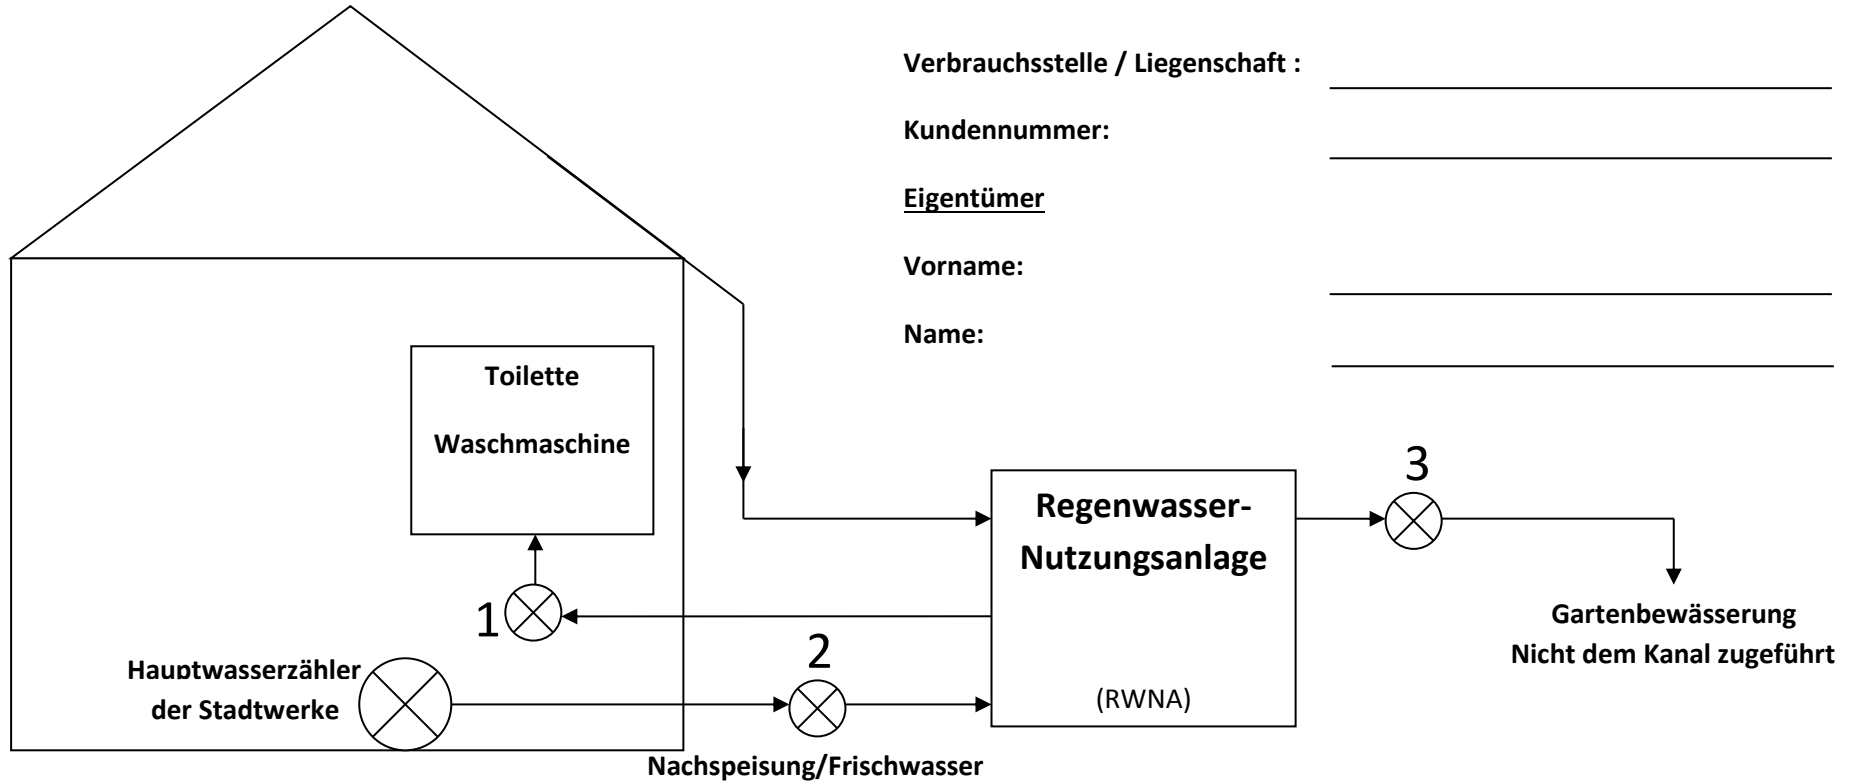 Verbrauchsstelle / Liegenschaft :
Kundennummer:
Eigentümer
Vorname:
Name:
Toilette
Waschmaschine
3
Regenwasser-
Nutzungsanlage
(RWNA)
1
2
Gartenbewässerung
Nicht dem Kanal zugeführt
Hauptwasserzähler
der Stadtwerke
Nachspeisung/Frischwasser